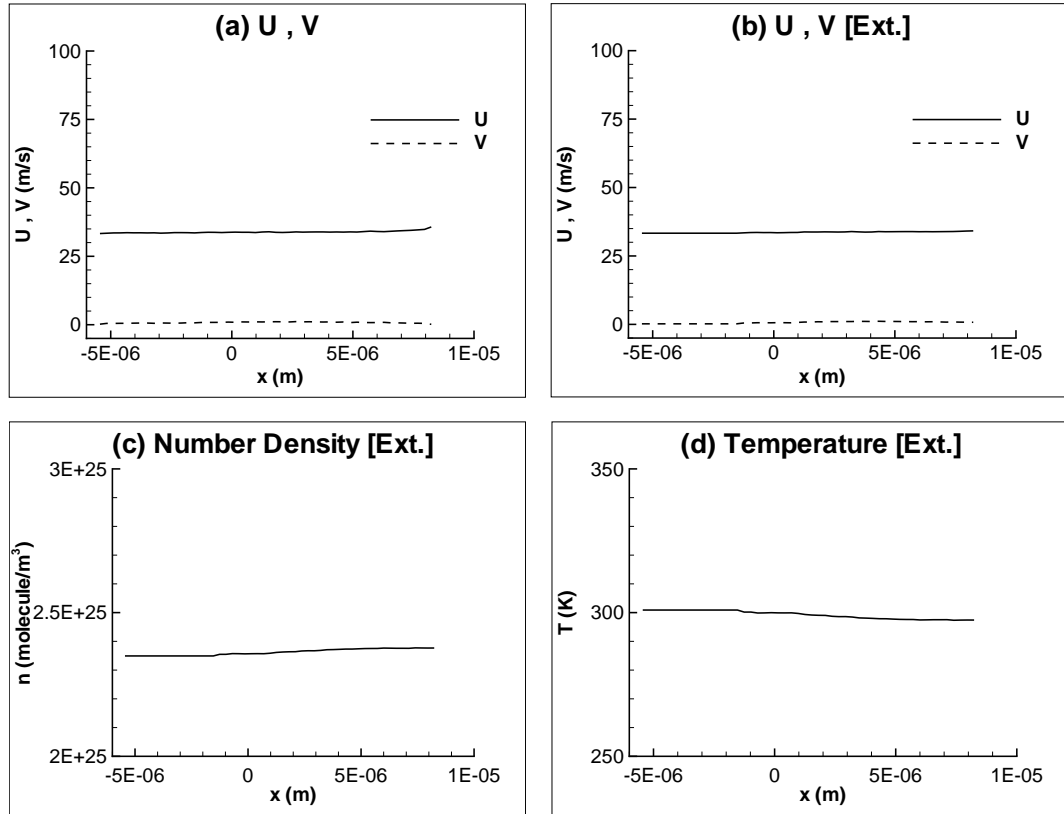 (a) U , V
100
75
50
25
0
U , V (m/s)
U
V
-5E-06 0 5E-06 1E-05
x (m)
(b) U , V [Ext.]
100
75
50
25
0
U , V (m/s)
U
V
-5E-06 0 5E-06 1E-05
x (m)
(c) Number Density [Ext.]
3E+25
2.5E+25
2E+25
n (molecule/m³)
-5E-06 0 5E-06 1E-05
x (m)
(d) Temperature [Ext.]
350
300
250
T (K)
-5E-06 0 5E-06 1E-05
x (m)